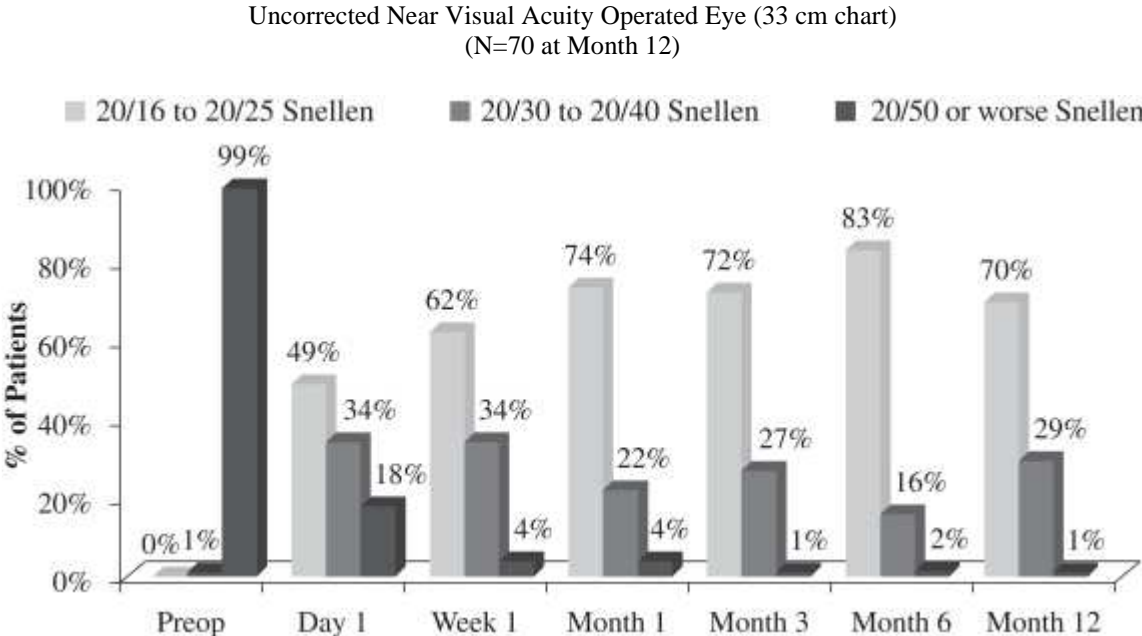 Uncorrected Near Visual Acuity Operated Eye (33 cm chart)
(N=70 at Month 12)
20/16 to 20/25 Snellen 20/30 to 20/40 Snellen 20/50 or worse Snellen
% of Patients
100%
80%
60%
40%
20%
0%
0% 1% 99%
49% 34% 18%
62% 34% 4%
74% 22% 4%
72% 27% 1%
83% 16% 2%
70% 29% 1%
Preop Day 1 Week 1 Month 1 Month 3 Month 6 Month 12